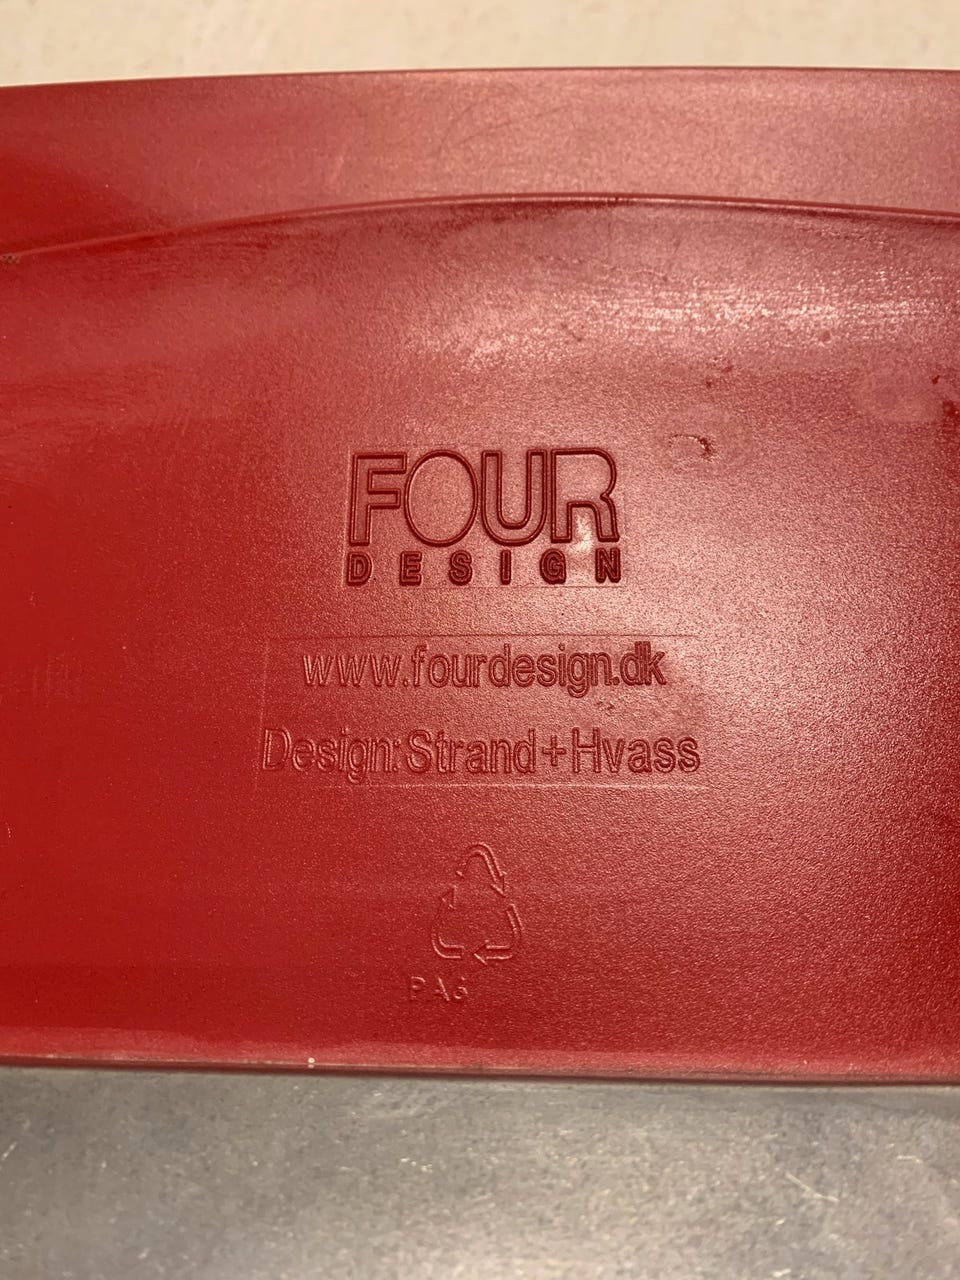 FOUR
DESIGN
www.fourdesign.dk
Design: Strand+Hvass
PA6